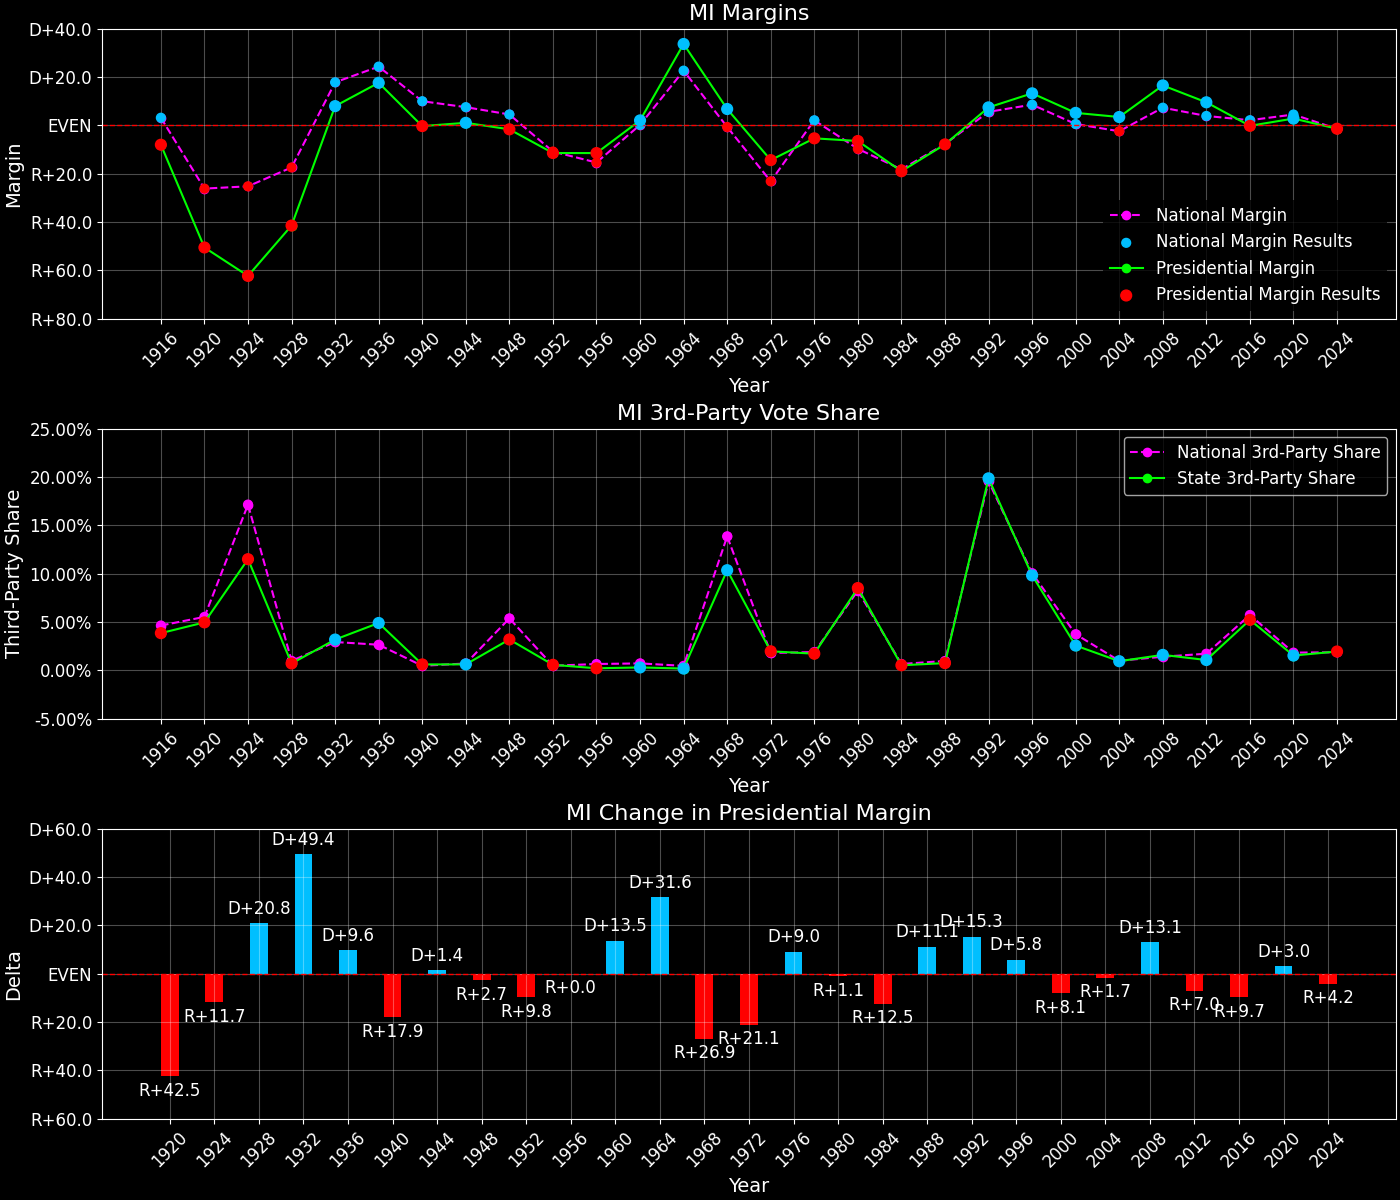 MI Margins
D+40.0
D+20.0
EVEN
R+20.0
R+40.0
R+60.0
R+80.0
Margin
National Margin
National Margin Results
Presidential Margin
Presidential Margin Results
1916 1920 1924 1928 1932 1936 1940 1944 1948 1952 1956 1960 1964 1968 1972 1976 1980 1984 1988 1992 1996 2000 2004 2008 2012 2016 2020 2024
Year
MI 3rd-Party Vote Share
25.00%
20.00%
15.00%
10.00%
5.00%
0.00%
-5.00%
Third-Party Share
National 3rd-Party Share
State 3rd-Party Share
1916 1920 1924 1928 1932 1936 1940 1944 1948 1952 1956 1960 1964 1968 1972 1976 1980 1984 1988 1992 1996 2000 2004 2008 2012 2016 2020 2024
Year
MI Change in Presidential Margin
D+60.0
D+40.0
D+20.0
EVEN
R+20.0
R+40.0
R+60.0
Delta
R+42.5
R+11.7
D+20.8
D+49.4
D+9.6
R+17.9
D+1.4
R+2.7
R+9.8
R+0.0
D+13.5
D+31.6
R+26.9
R+21.1
D+9.0
R+1.1
R+12.5
D+11.1
D+15.3
D+5.8
R+8.1
R+1.7
D+13.1
R+7.0
R+9.7
D+3.0
R+4.2
1920 1924 1928 1932 1936 1940 1944 1948 1952 1956 1960 1964 1968 1972 1976 1980 1984 1988 1992 1996 2000 2004 2008 2012 2016 2020 2024
Year